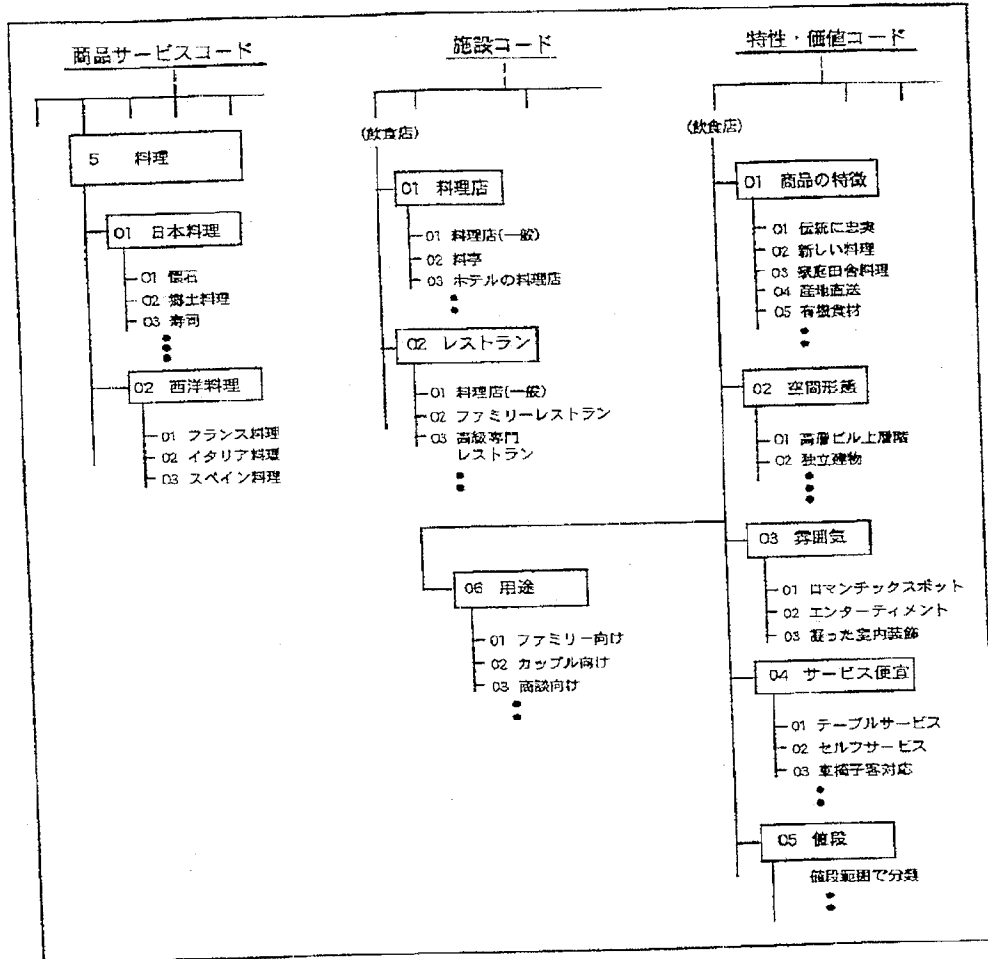 商品サービスコード
5 料理
01 日本料理
01 懐石
02 郷土料理
03 寿司
02 西洋料理
01 フランス料理
02 イタリア料理
03 スペイン料理
施設コード
(飲食店)
01 料理店
01 料理店(一般)
02 料亭
03 ホテルの料理店
02 レストラン
01 料理店(一般)
02 ファミリーレストラン
03 高級専門
レストラン
特性・価値コード
(飲食店)
01 商品の特徴
01 伝統に忠実
02 新しい料理
03 家庭田舎料理
04 産地直送
05 有機食材
02 空間形態
01 高層ビル上層階
02 独立建物
03 雰囲気
01 ロマンチックスポット
02 エンターティメント
03 凝った室内装飾
04 サービス便宜
01 テーブルサービス
02 セルフサービス
03 車椅子客対応
05 値段
値段範囲で分類
06 用途
01 ファミリー向け
02 カップル向け
03 商談向け